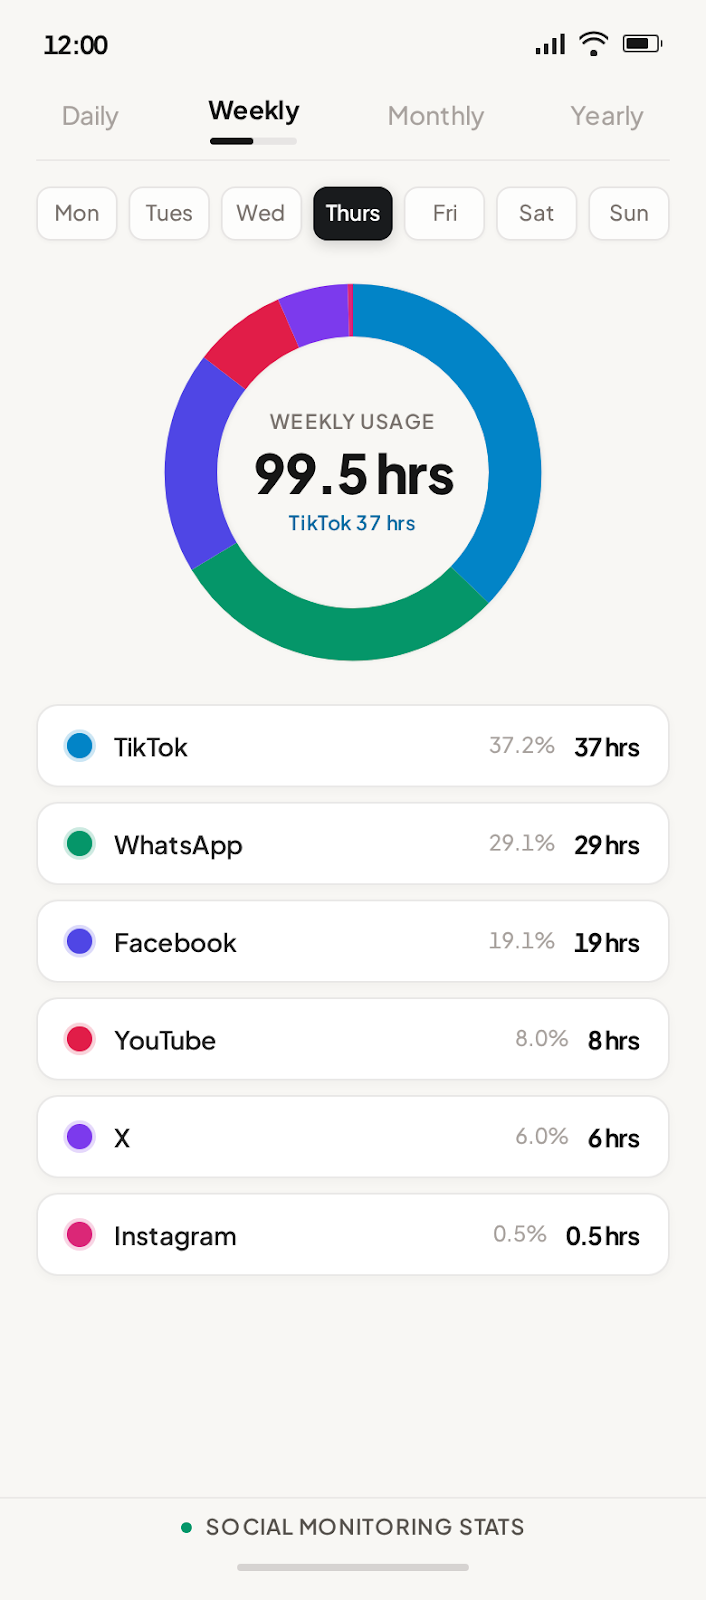 12:00
Daily Weekly Monthly Yearly
Mon Tues Wed Thurs Fri Sat Sun
WEEKLY USAGE
99.5 hrs
TikTok 37 hrs
TikTok 37.2% 37 hrs
WhatsApp 29.1% 29 hrs
Facebook 19.1% 19 hrs
YouTube 8.0% 8 hrs
X 6.0% 6 hrs
Instagram 0.5% 0.5 hrs
SOCIAL MONITORING STATS